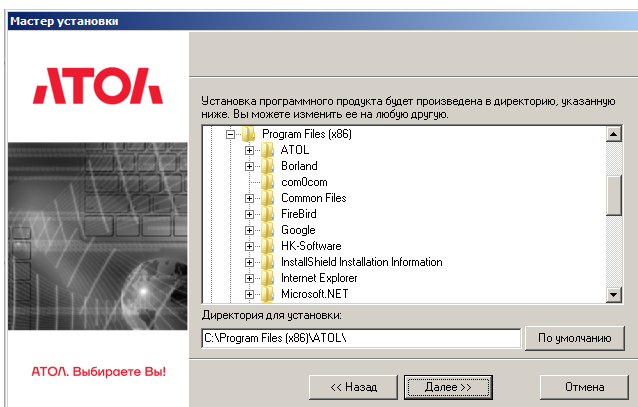 Мастер установки
ΛТОΛ
Установка программного продукта будет произведена в директорию, указанную
ниже. Вы можете изменить ее на любую другую.
Program Files (x86)
ATOL
Borland
com0com
Common Files
FireBird
Google
HK-Software
InstallShield Installation Information
Internet Explorer
Microsoft.NET
Директория для установки:
C:\Program Files (x86)\ATOL\
По умолчанию
АТОЛ. Выбираете Вы!
<< Назад
Далее >>
Отмена